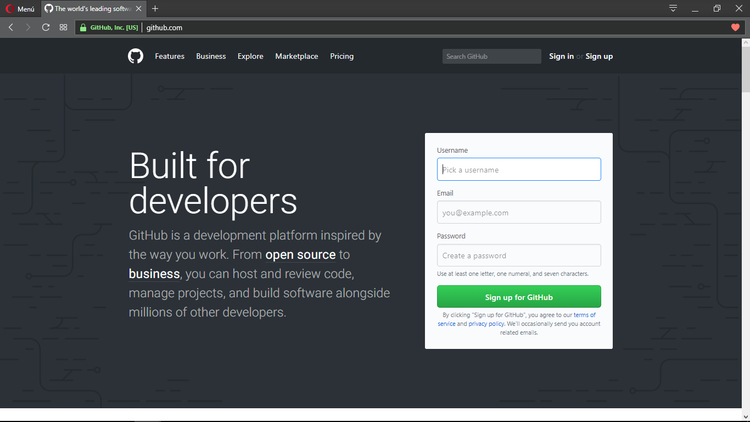 Menú
The world's leading softwa
GitHub, Inc. [US]
github.com
Features Business Explore Marketplace Pricing
Search GitHub
Sign in or Sign up
Built for
developers
GitHub is a development platform inspired by
the way you work. From open source to
business, you can host and review code,
manage projects, and build software alongside
millions of other developers.
Username
Pick a username
Email
you@example.com
Password
Create a password
Use at least one letter, one numeral, and seven characters.
Sign up for GitHub
By clicking "Sign up for GitHub", you agree to our terms of
service and privacy policy. We'll occasionally send you account
related emails.